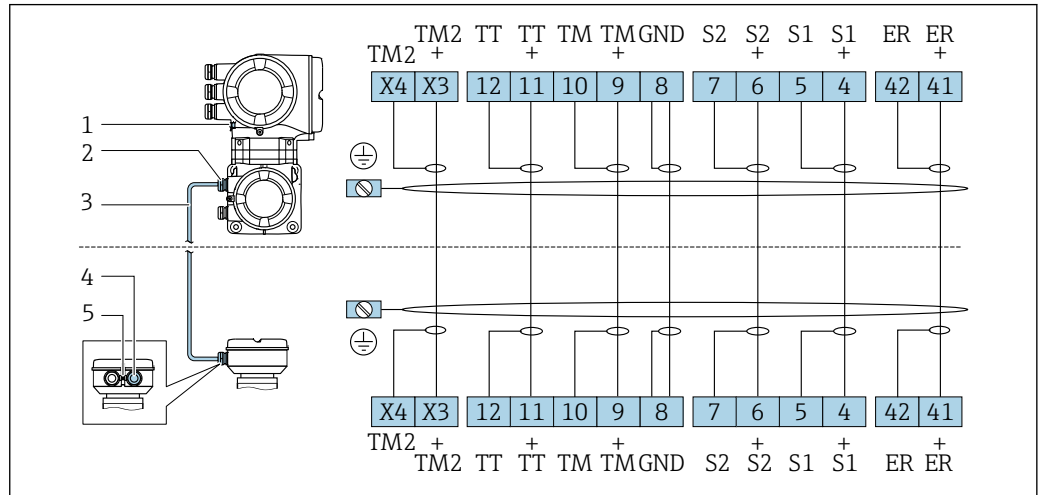 TM2 TT TT TM TM GND S2 S2 S1 S1 ER ER
TM2 + + + + + +
X4 X3 12 11 10 9 8 7 6 5 4 42 41
1
2
3
4
5
X4 X3 12 11 10 9 8 7 6 5 4 42 41
TM2 + + + + + +
TM2 TT TT TM TM GND S2 S2 S1 S1 ER ER